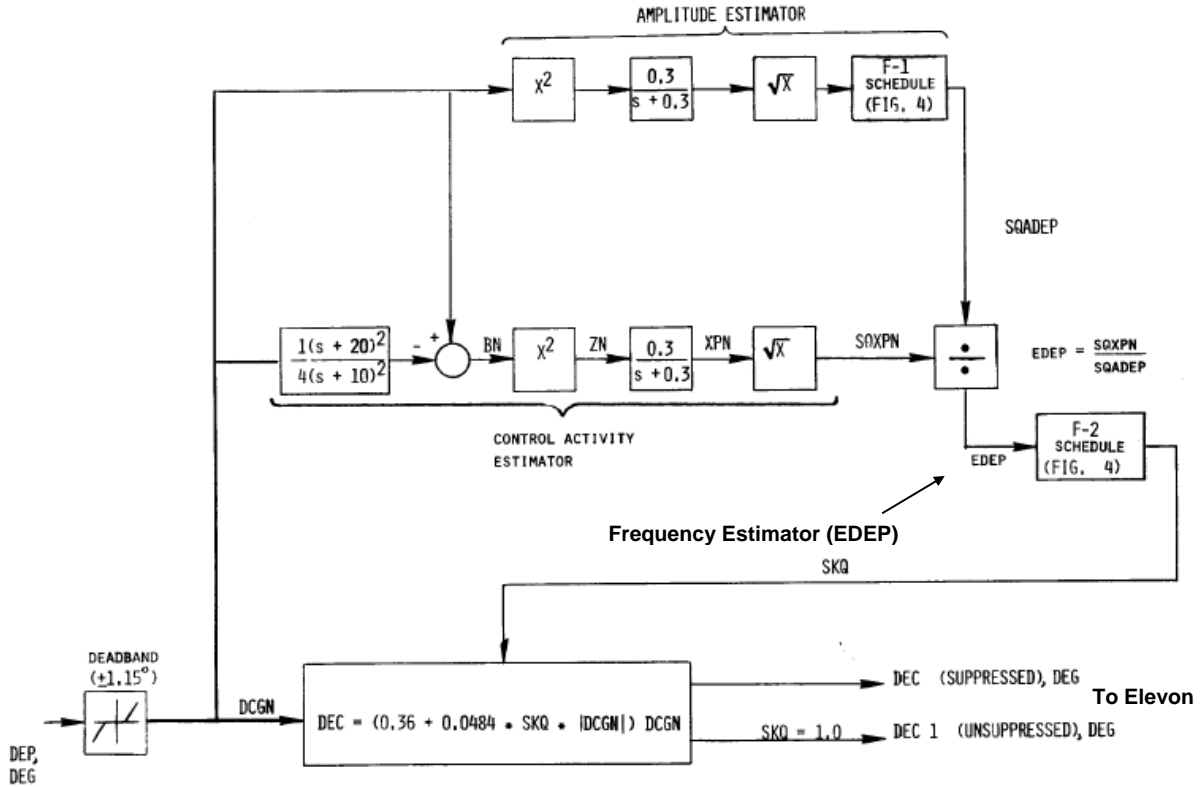 AMPLITUDE ESTIMATOR
X²
0.3
s + 0.3
√X
F-1
SCHEDULE
(FIG. 4)
SQADEP
1(s + 20)²
4(s + 10)²
- +
BN
X²
ZN
0.3
s + 0.3
XPN
√X
SQXPN
÷
EDEP = SQXPN
SQADEP
CONTROL ACTIVITY
ESTIMATOR
EDEP
F-2
SCHEDULE
(FIG. 4)
Frequency Estimator (EDEP)
SKQ
DEADBAND
(±1.15°)
DEP,
DEG
DCGN
DEC = (0.36 + 0.0484 * SKQ * |DCGN|) DCGN
DEC (SUPPRESSED), DEG
To Elevon
SKQ = 1.0
DEC 1 (UNSUPPRESSED), DEG